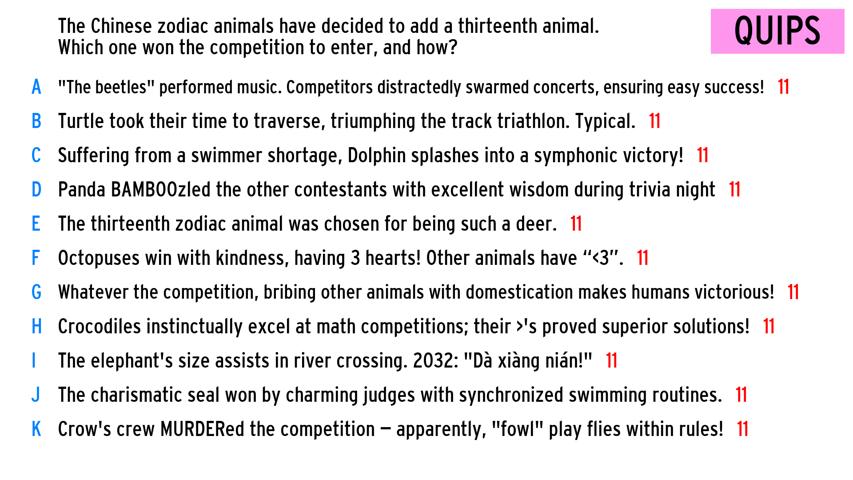 The Chinese zodiac animals have decided to add a thirteenth animal.
Which one won the competition to enter, and how?
QUIPS
A "The beetles" performed music. Competitors distractedly swarmed concerts, ensuring easy success! 11
B Turtle took their time to traverse, triumphing the track triathlon. Typical. 11
C Suffering from a swimmer shortage, Dolphin splashes into a symphonic victory! 11
D Panda BAMBOOzled the other contestants with excellent wisdom during trivia night 11
E The thirteenth zodiac animal was chosen for being such a deer. 11
F Octopuses win with kindness, having 3 hearts! Other animals have “<3”. 11
G Whatever the competition, bribing other animals with domestication makes humans victorious! 11
H Crocodiles instinctually excel at math competitions; their >'s proved superior solutions! 11
I The elephant's size assists in river crossing. 2032: "Dà xiàng nián!" 11
J The charismatic seal won by charming judges with synchronized swimming routines. 11
K Crow's crew MURDERed the competition — apparently, "fowl" play flies within rules! 11